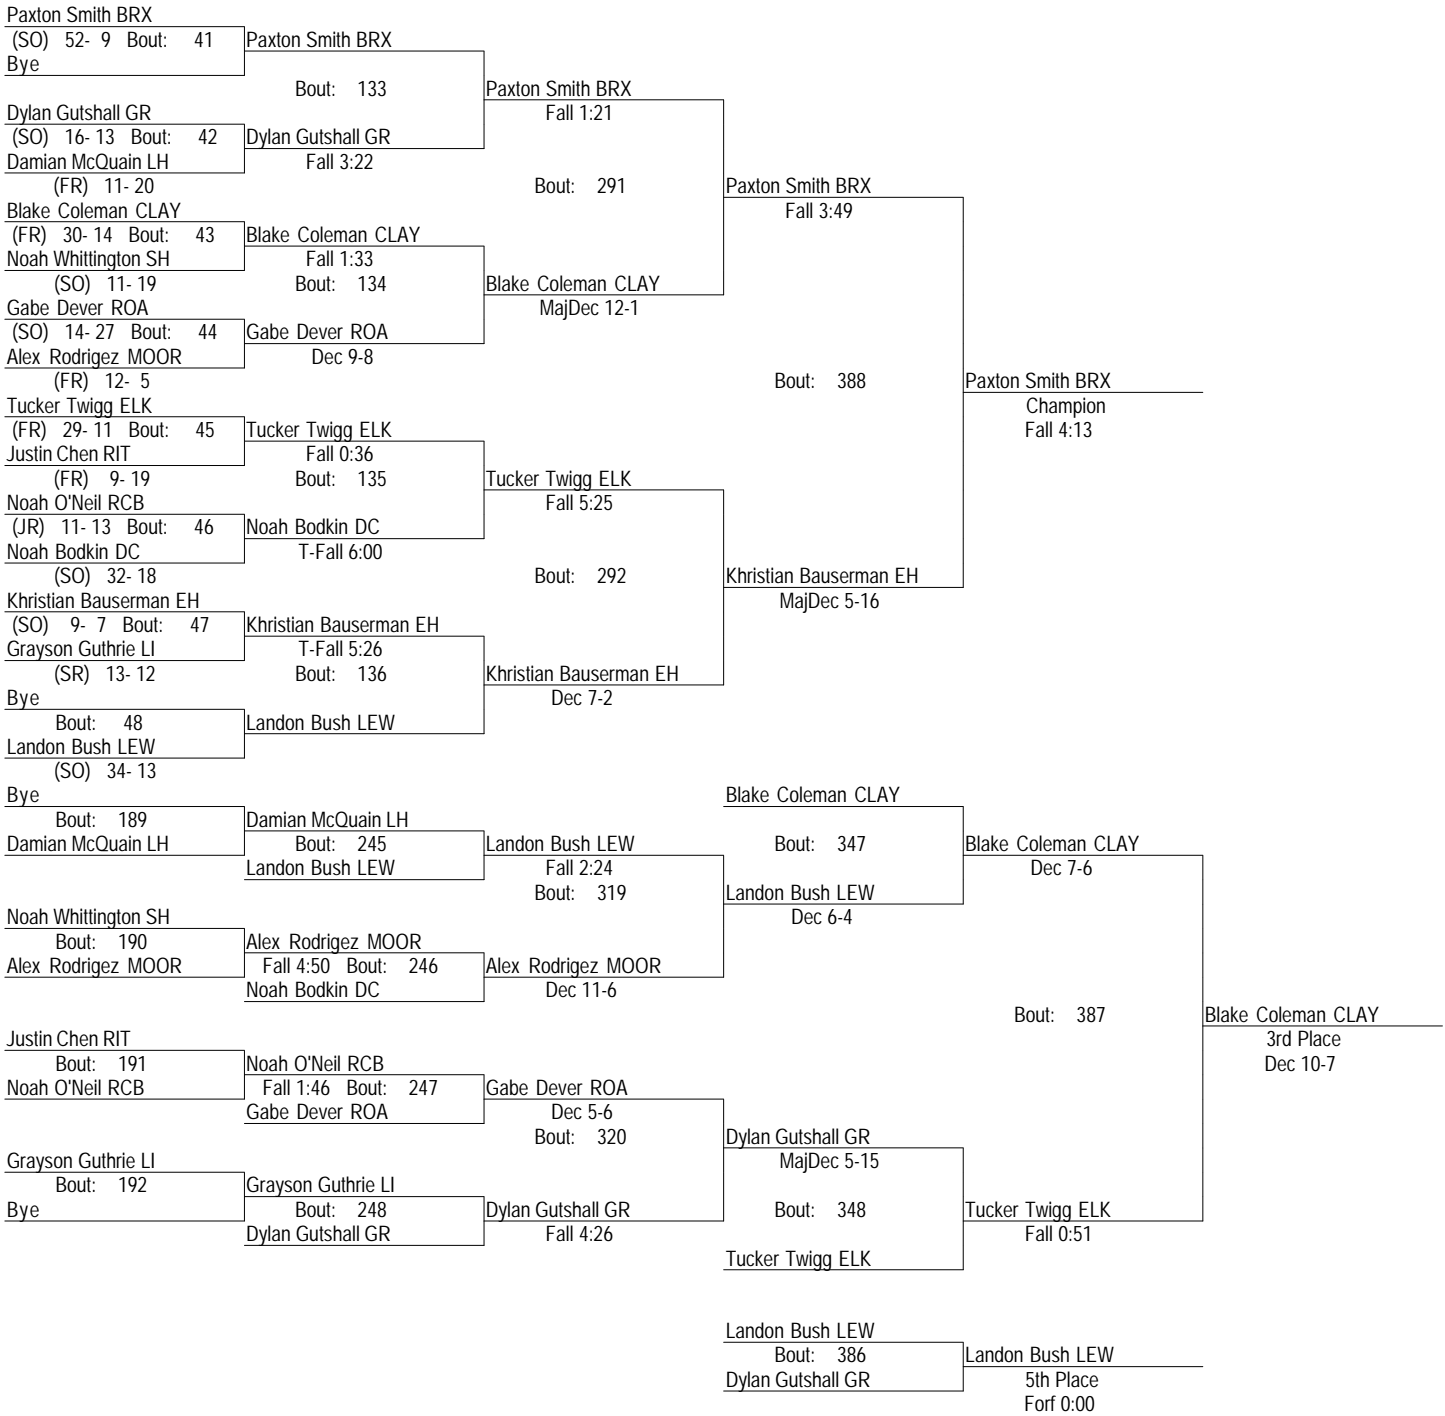 Paxton Smith BRX
(SO) 52- 9 Bout: 41 Paxton Smith BRX
Bye
Bout: 133 Paxton Smith BRX
Dylan Gutshall GR Fall 1:21
(SO) 16- 13 Bout: 42 Dylan Gutshall GR
Damian McQuain LH Fall 3:22
(FR) 11- 20 Bout: 291 Paxton Smith BRX
Blake Coleman CLAY Fall 3:49
(FR) 30- 14 Bout: 43 Blake Coleman CLAY
Noah Whittington SH Fall 1:33
(SO) 11- 19 Bout: 134 Blake Coleman CLAY
Gabe Dever ROA MajDec 12-1
(SO) 14- 27 Bout: 44 Gabe Dever ROA
Alex Rodrigez MOOR Dec 9-8
(FR) 12- 5 Bout: 388 Paxton Smith BRX
Tucker Twigg ELK Champion
(FR) 29- 11 Bout: 45 Tucker Twigg ELK Fall 4:13
Justin Chen RIT Fall 0:36
(FR) 9- 19 Bout: 135 Tucker Twigg ELK
Noah O'Neil RCB Fall 5:25
(JR) 11- 13 Bout: 46 Noah Bodkin DC
Noah Bodkin DC T-Fall 6:00
(SO) 32- 18 Bout: 292 Khristian Bauserman EH
Khristian Bauserman EH MajDec 5-16
(SO) 9- 7 Bout: 47 Khristian Bauserman EH
Grayson Guthrie LI T-Fall 5:26
(SR) 13- 12 Bout: 136 Khristian Bauserman EH
Bye Dec 7-2
Bout: 48 Landon Bush LEW
Landon Bush LEW
(SO) 34- 13
Bye Blake Coleman CLAY
Bout: 189 Damian McQuain LH
Damian McQuain LH Bout: 245 Landon Bush LEW Bout: 347 Blake Coleman CLAY
Landon Bush LEW Fall 2:24 Dec 7-6
Bout: 319 Landon Bush LEW
Noah Whittington SH Dec 6-4
Bout: 190 Alex Rodrigez MOOR
Alex Rodrigez MOOR Fall 4:50 Bout: 246 Alex Rodrigez MOOR
Noah Bodkin DC Dec 11-6
Bout: 387 Blake Coleman CLAY
Justin Chen RIT 3rd Place
Bout: 191 Noah O'Neil RCB Dec 10-7
Noah O'Neil RCB Fall 1:46 Bout: 247 Gabe Dever ROA
Gabe Dever ROA Dec 5-6
Bout: 320 Dylan Gutshall GR
Grayson Guthrie LI MajDec 5-15
Bout: 192 Grayson Guthrie LI
Bye Bout: 248 Dylan Gutshall GR Bout: 348 Tucker Twigg ELK
Dylan Gutshall GR Fall 4:26 Fall 0:51
Tucker Twigg ELK
Landon Bush LEW
Bout: 386 Landon Bush LEW
Dylan Gutshall GR 5th Place
Forf 0:00